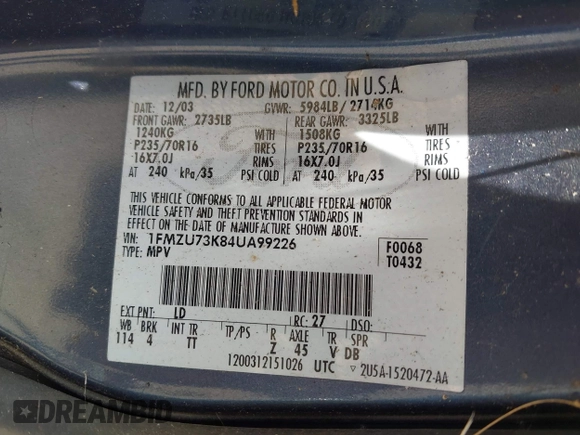 MFD. BY FORD MOTOR CO. IN U.S.A.
DATE: 12/03 GVWR: 5984LB/ 2714KG
FRONT GAWR: 2735LB REAR GAWR: 3325LB
1240KG WITH 1508KG WITH
P235/70R16 TIRES P235/70R16 TIRES
16X7.0J RIMS 16X7.0J RIMS
AT 240 kPa/35 PSI COLD AT 240 kPa/35 PSI COLD
THIS VEHICLE CONFORMS TO ALL APPLICABLE FEDERAL MOTOR
VEHICLE SAFETY AND THEFT PREVENTION STANDARDS IN
EFFECT ON THE DATE OF MANUFACTURE SHOWN ABOVE.
VIN: 1FMZU73K84UA99226 F0068
TYPE: MPV T0432
EXT PNT: LD RC: 27 DSO:
WB BRK INT TR TP/PS R AXLE TR SPR
114 4 TT Z 45 V DB
1200312151026 UTC ▽ 2U5A-1520472-AA
DREAMBID